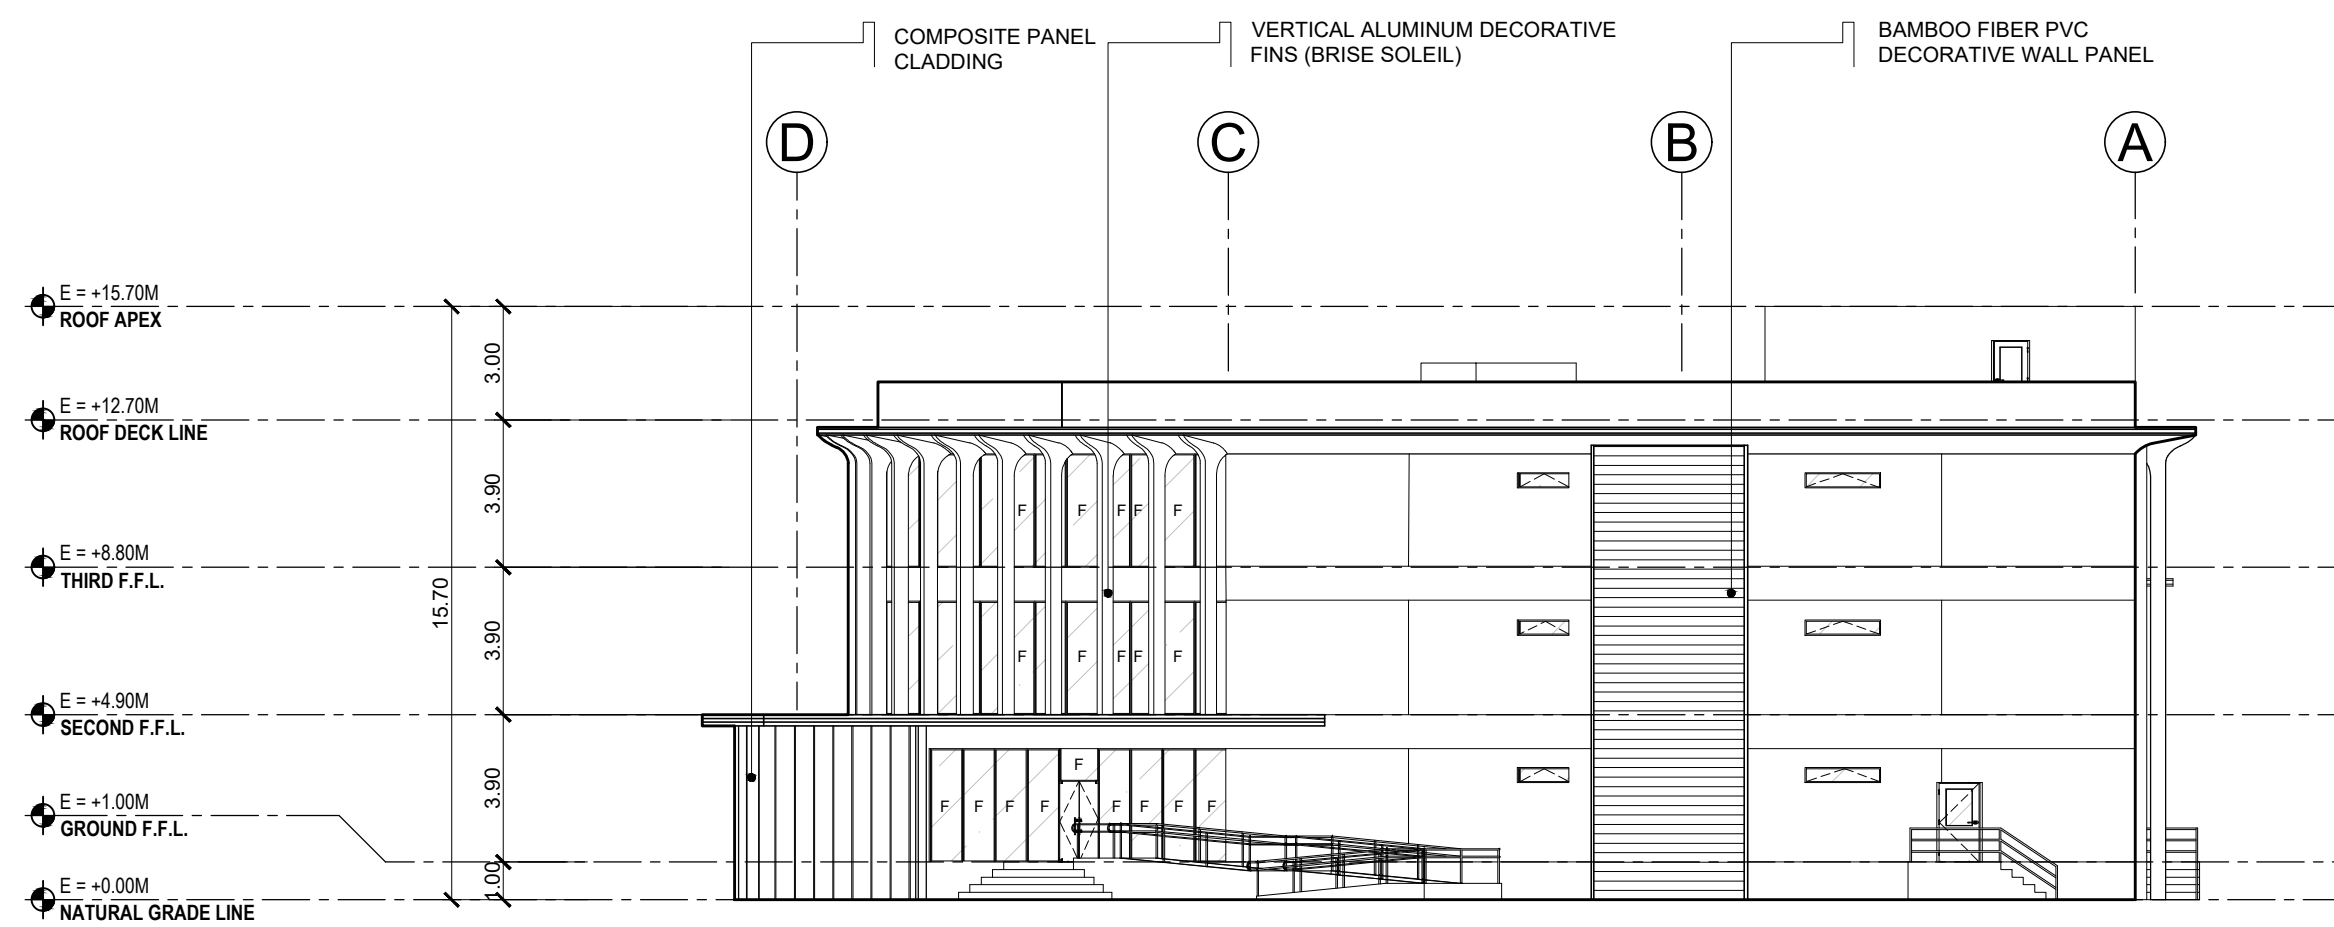 COMPOSITE PANEL
CLADDING
VERTICAL ALUMINUM DECORATIVE
FINS (BRISE SOLEIL)
BAMBOO FIBER PVC
DECORATIVE WALL PANEL
D
C
B
A
E = +15.70M
ROOF APEX
3.00
E = +12.70M
ROOF DECK LINE
3.90
E = +8.80M
THIRD F.F.L.
15.70
3.90
E = +4.90M
SECOND F.F.L.
3.90
E = +1.00M
GROUND F.F.L.
1.00
E = +0.00M
NATURAL GRADE LINE
F F F F F
F F F F F
F
F F F F F F F F